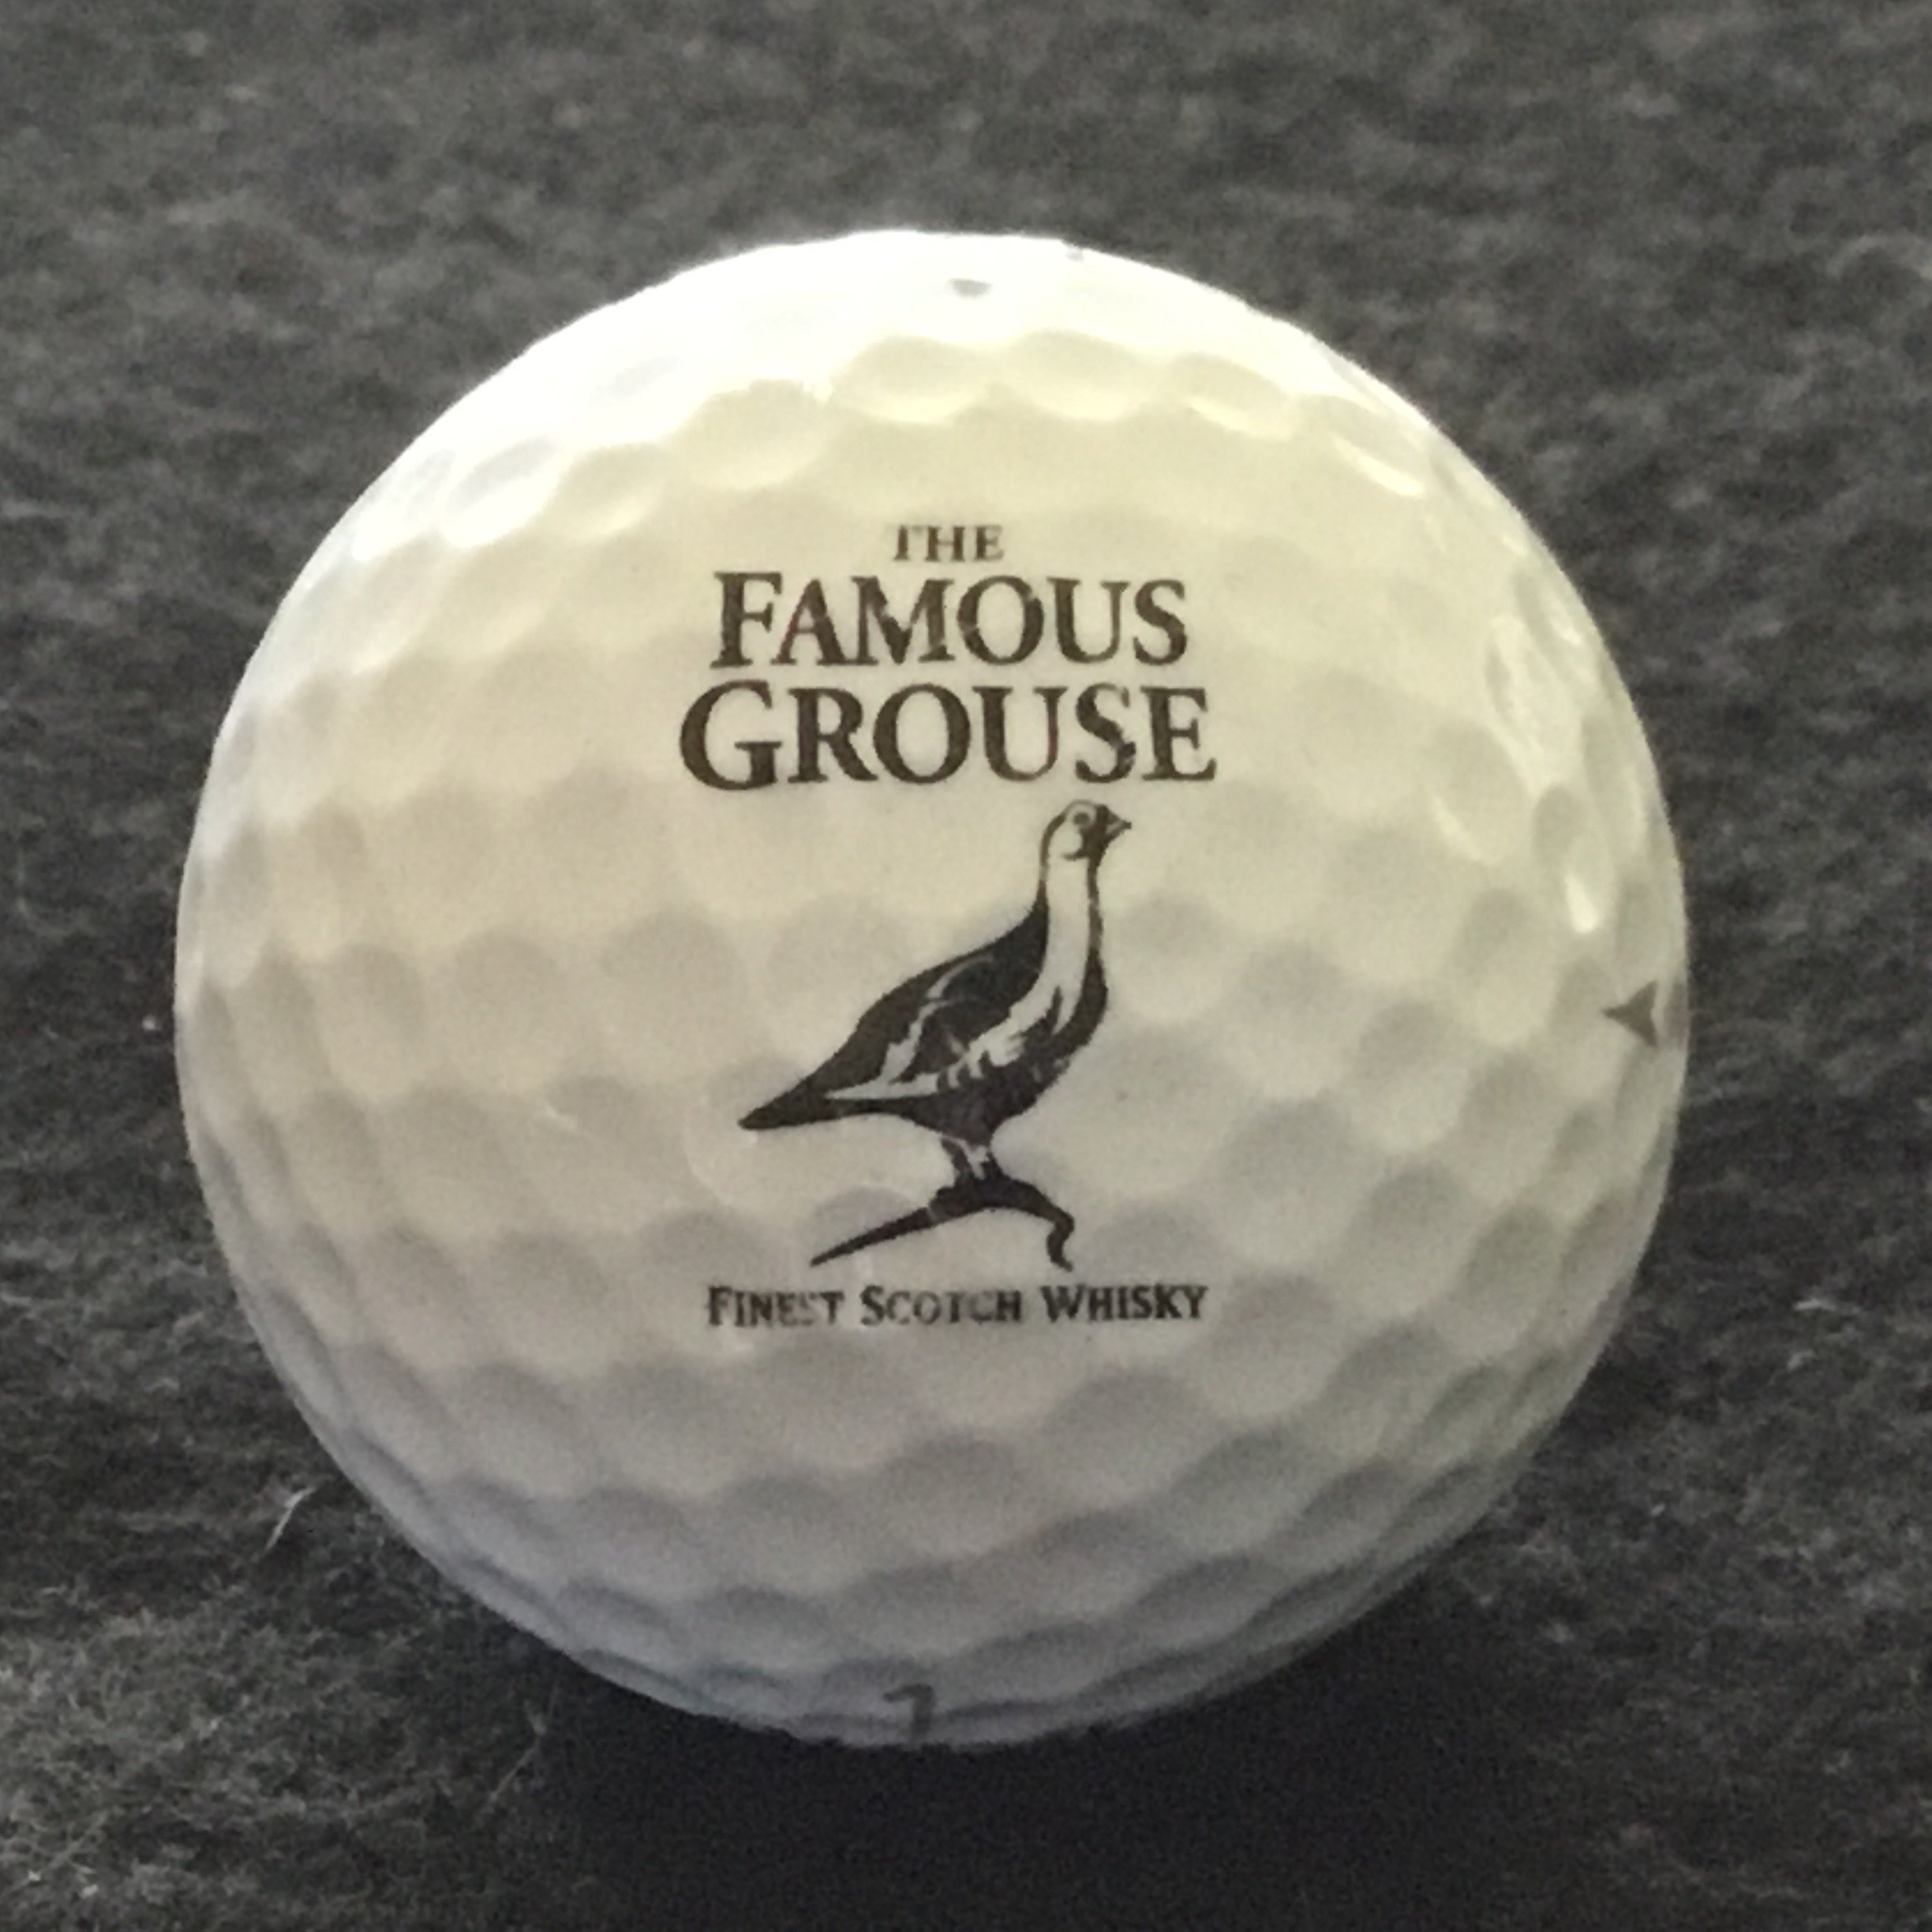 THE
FAMOUS
GROUSE
FINEST SCOTCH WHISKY